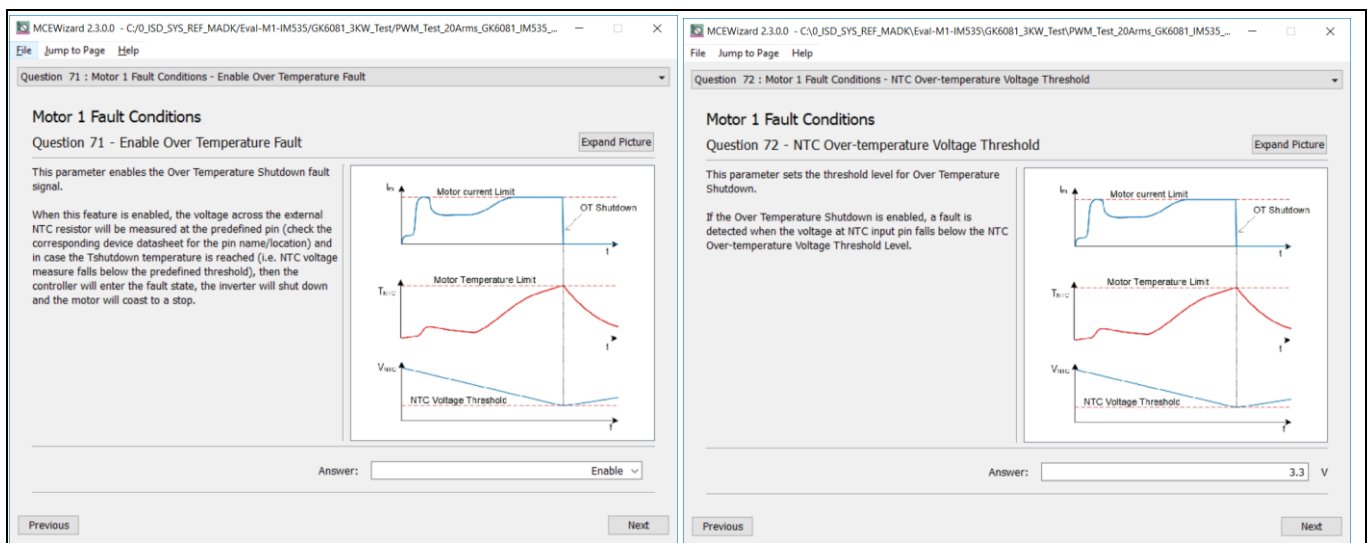 MCEWizard 2.3.0.0 - C:/0_ISD_SYS_REF_MADK/Eval-M1-IM535/GK6081_3KW_Test/PWM_Test_20Arms_GK6081_IM535_...
File Jump to Page Help
Question 71 : Motor 1 Fault Conditions - Enable Over Temperature Fault
Motor 1 Fault Conditions
Question 71 - Enable Over Temperature Fault
Expand Picture
This parameter enables the Over Temperature Shutdown fault
signal.
When this feature is enabled, the voltage across the external
NTC resistor will be measured at the predefined pin (check the
corresponding device datasheet for the pin name/location) and
in case the Tshutdown temperature is reached (i.e. NTC voltage
measure falls below the predefined threshold), then the
controller will enter the fault state, the inverter will shut down
and the motor will coast to a stop.
Im
Motor current Limit
OT Shutdown
t
TNTC
Motor Temperature Limit
t
VNTC
NTC Voltage Threshold
t
Answer:
Enable
Previous
Next
MCEWizard 2.3.0.0 - C:\0_ISD_SYS_REF_MADK\Eval-M1-IM535\GK6081_3KW_Test\PWM_Test_20Arms_GK6081_IM535_...
File Jump to Page Help
Question 72 : Motor 1 Fault Conditions - NTC Over-temperature Voltage Threshold
Motor 1 Fault Conditions
Question 72 - NTC Over-temperature Voltage Threshold
Expand Picture
This parameter sets the threshold level for Over Temperature
Shutdown.
If the Over Temperature Shutdown is enabled, a fault is
detected when the voltage at NTC input pin falls below the NTC
Over-temperature Voltage Threshold Level.
Im
Motor current Limit
OT Shutdown
t
TNTC
Motor Temperature Limit
t
VNTC
NTC Voltage Threshold
t
Answer:
3.3 V
Previous
Next